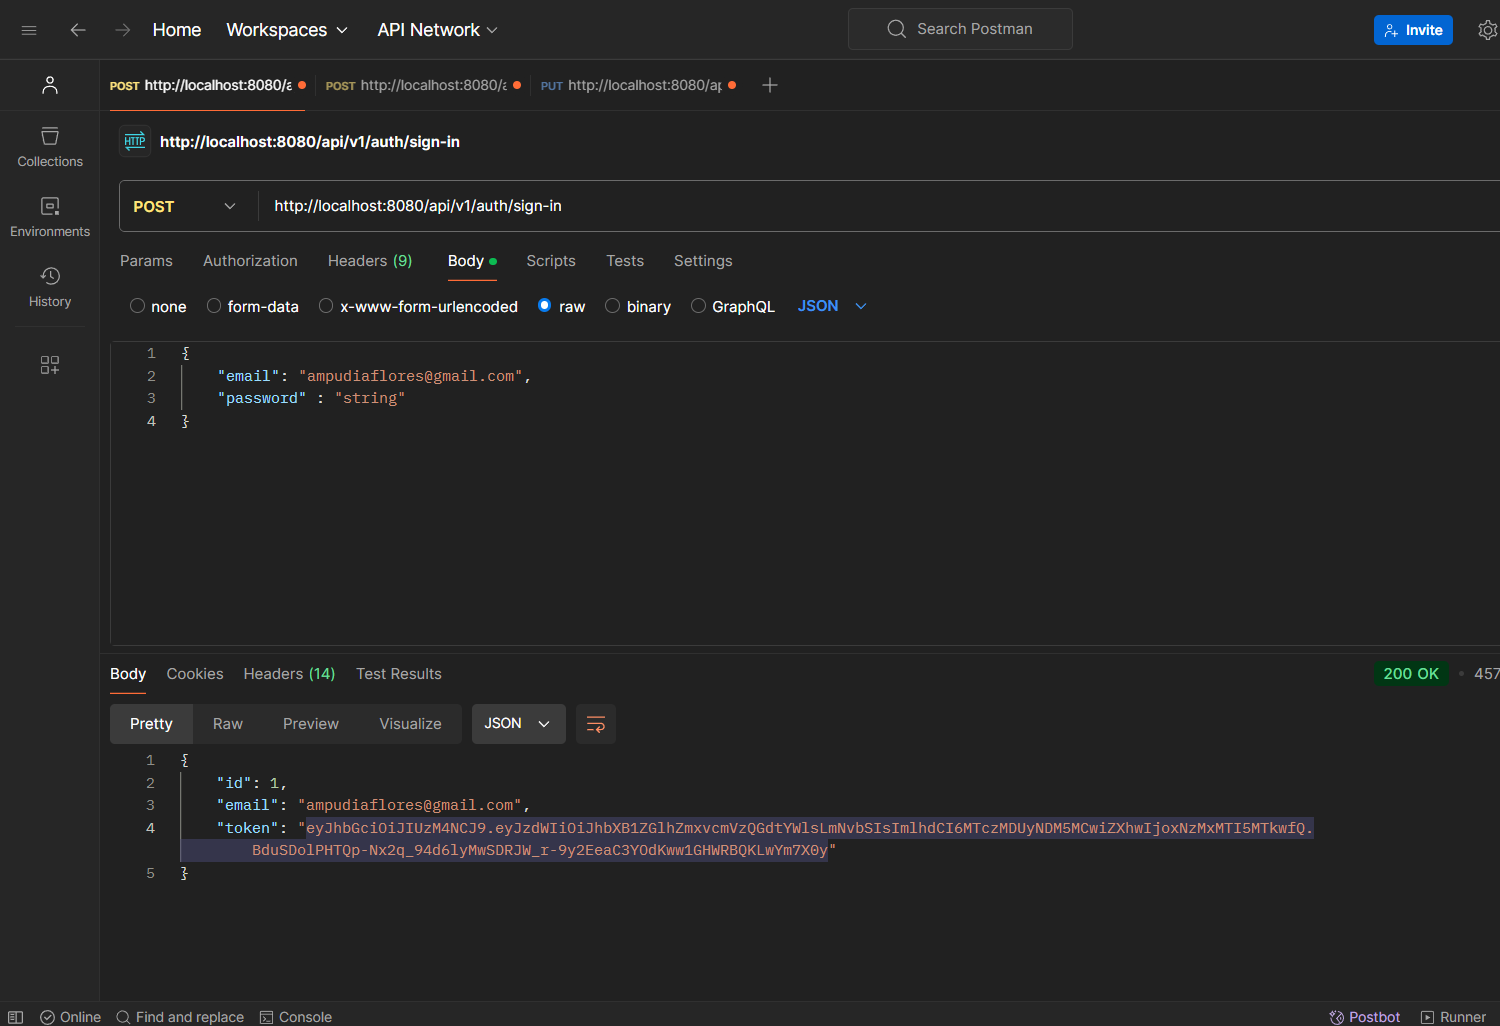 Home Workspaces API Network Search Postman Invite
POST http://localhost:8080/a POST http://localhost:8080/a PUT http://localhost:8080/ap
HTTP http://localhost:8080/api/v1/auth/sign-in
Collections
Environments
History
POST http://localhost:8080/api/v1/auth/sign-in
Params Authorization Headers (9) Body Scripts Tests Settings
none form-data x-www-form-urlencoded raw binary GraphQL JSON
1 {
2 "email": "ampudiaflores@gmail.com",
3 "password" : "string"
4 }
Body Cookies Headers (14) Test Results 200 OK • 457
Pretty Raw Preview Visualize JSON
1 {
2 "id": 1,
3 "email": "ampudiaflores@gmail.com",
4 "token": "eyJhbGciOiJIUzM4NCJ9.eyJzdWIiOiJhbXB1ZGlhZmxvcmVzQGdtYWlsLmNvbSIsImlhdCI6MTczMDUyNDM5MCwiZXhwIjoxNzMxMTI5MTkwfQ.
BduSDolPHTQp-Nx2q_94d6lyMwSDRJW_r-9y2EeaC3YOdKww1GHWRBQKLwYm7X0y"
5 }
Online Find and replace Console Postbot Runner